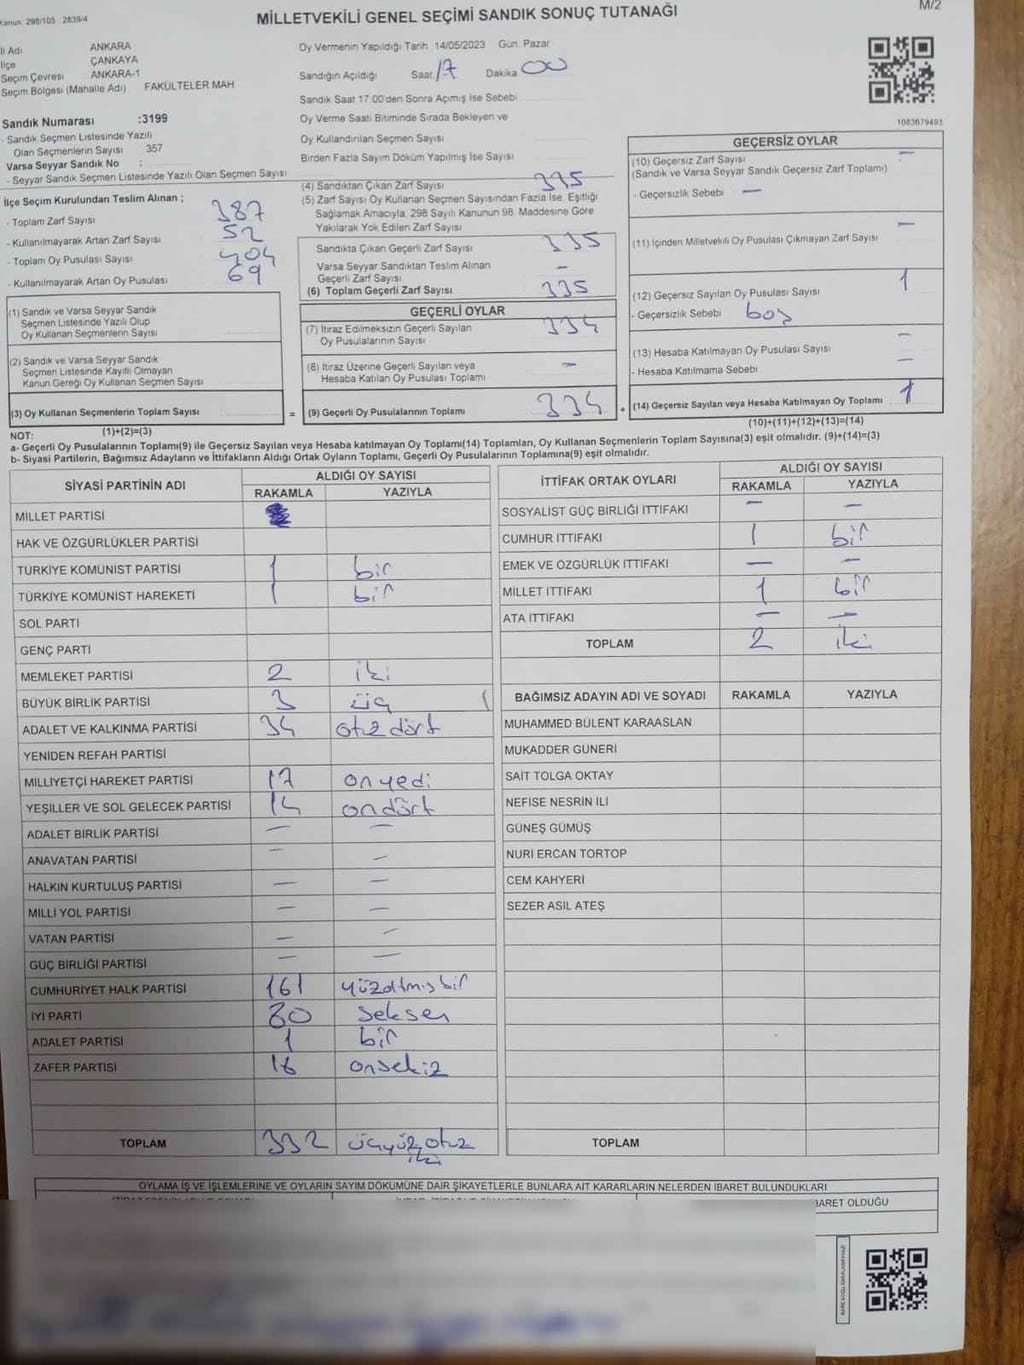 Kanun 298/105 2839/4
MİLLETVEKİLİ GENEL SEÇİMİ SANDIK SONUÇ TUTANAĞI
M/2
İl Adı ANKARA
İlçe ÇANKAYA
Seçim Çevresi ANKARA-1
Seçim Bölgesi (Mahalle Adı) FAKÜLTELER MAH
Sandık Numarası :3199
- Sandık Seçmen Listesinde Yazılı
Olan Seçmenlerin Sayısı 357
Varsa Seyyar Sandık No :
- Seyyar Sandık Seçmen Listesinde Yazılı Olan Seçmen Sayısı
Oy Vermenin Yapıldığı Tarih 14/05/2023 Gün Pazar
Sandığın Açıldığı Saat 17 Dakika 00
Sandık Saat 17:00'den Sonra Açımış İse Sebebi
Oy Verme Saati Bitiminde Sırada Bekleyen ve
Oy Kullandırılan Seçmen Sayısı
Birden Fazla Sayım Döküm Yapılmış İse Sayısı
1083679493
İlçe Seçim Kurulundan Teslim Alınan ;
- Toplam Zarf Sayısı 387
- Kullanılmayarak Artan Zarf Sayısı 52
- Toplam Oy Pusulası Sayısı 404
- Kullanılmayarak Artan Oy Pusulası 69
(4) Sandıktan Çıkan Zarf Sayısı 335
(5) Zarf Sayısı Oy Kullanan Seçmen Sayısından Fazla İse, Eşitliği
Sağlamak Amacıyla, 298 Sayılı Kanunun 98. Maddesine Göre
Yakılarak Yok Edilen Zarf Sayısı
Sandıkta Çıkan Geçerli Zarf Sayısı 335
Varsa Seyyar Sandıktan Teslim Alınan
Geçerli Zarf Sayısı –
(6) Toplam Geçerli Zarf Sayısı 335
GEÇERSİZ OYLAR
(10) Geçersiz Zarf Sayısı –
(Sandık ve Varsa Seyyar Sandık Geçersiz Zarf Toplamı)
- Geçersizlik Sebebi –
(11) İçinden Milletvekili Oy Pusulası Çıkmayan Zarf Sayısı –
(12) Geçersiz Sayılan Oy Pusulası Sayısı 1
- Geçersizlik Sebebi boş
(13) Hesaba Katılmayan Oy Pusulası Sayısı –
- Hesaba Katılmama Sebebi –
(14) Geçersiz Sayılan veya Hesaba Katılmayan Oy Toplamı 1
(10)+(11)+(12)+(13)=(14)
(1) Sandık ve Varsa Seyyar Sandık
Seçmen Listesinde Yazılı Olup
Oy Kullanan Seçmenlerin Sayısı
(2) Sandık ve Varsa Seyyar Sandık
Seçmen Listesinde Kayıtlı Olmayan
Kanun Gereği Oy Kullanan Seçmen Sayısı
(3) Oy Kullanan Seçmenlerin Toplam Sayısı =
(1)+(2)=(3)
GEÇERLİ OYLAR
(7) İtiraz Edilmeksizin Geçerli Sayılan
Oy Pusulalarının Sayısı 334
(8) İtiraz Üzerine Geçerli Sayılan veya
Hesaba Katılan Oy Pusulası Toplamı –
(9) Geçerli Oy Pusulalarının Toplamı 334 +
NOT:
a- Geçerli Oy Pusulalarının Toplamı(9) ile Geçersiz Sayılan veya Hesaba katılmayan Oy Toplamı(14) Toplamları, Oy Kullanan Seçmenlerin Toplam Sayısına(3) eşit olmalıdır. (9)+(14)=(3)
b- Siyasi Partilerin, Bağımsız Adayların ve İttifakların Aldığı Ortak Oyların Toplamı, Geçerli Oy Pusulalarının Toplamına(9) eşit olmalıdır.
SİYASİ PARTİNİN ADI ALDIĞI OY SAYISI
RAKAMLA YAZIYLA
MİLLET PARTİSİ
HAK VE ÖZGÜRLÜKLER PARTİSİ
TÜRKİYE KOMÜNİST PARTİSİ 1 bir
TÜRKİYE KOMÜNİST HAREKETİ 1 bir
SOL PARTİ
GENÇ PARTİ
MEMLEKET PARTİSİ 2 iki
BÜYÜK BİRLİK PARTİSİ 3 üç
ADALET VE KALKINMA PARTİSİ 34 otuz dört
YENİDEN REFAH PARTİSİ
MİLLİYETÇİ HAREKET PARTİSİ 17 onyedi
YEŞİLLER VE SOL GELECEK PARTİSİ 14 ondört
ADALET BİRLİK PARTİSİ – –
ANAVATAN PARTİSİ – –
HALKIN KURTULUŞ PARTİSİ – –
MİLLİ YOL PARTİSİ – –
VATAN PARTİSİ – –
GÜÇ BİRLİĞİ PARTİSİ – –
CUMHURİYET HALK PARTİSİ 161 yüzaltmış bir
İYİ PARTİ 80 seksen
ADALET PARTİSİ 1 bir
ZAFER PARTİSİ 18 onsekiz
TOPLAM 332 üçyüz otuz
iki
İTTİFAK ORTAK OYLARI ALDIĞI OY SAYISI
RAKAMLA YAZIYLA
SOSYALİST GÜÇ BİRLİĞİ İTTİFAKI – –
CUMHUR İTTİFAKI 1 bir
EMEK VE ÖZGÜRLÜK İTTİFAKI – –
MİLLET İTTİFAKI 1 bir
ATA İTTİFAKI – –
TOPLAM 2 iki
BAĞIMSIZ ADAYIN ADI VE SOYADI RAKAMLA YAZIYLA
MUHAMMED BÜLENT KARAASLAN
MUKADDER GÜNERİ
SAİT TOLGA OKTAY
NEFİSE NESRİN İLİ
GÜNEŞ GÜMÜŞ
NURİ ERCAN TORTOP
CEM KAHYERİ
SEZER ASIL ATEŞ
TOPLAM
OYLAMA İŞ VE İŞLEMLERİNE VE OYLARIN SAYIM DÖKÜMÜNE DAİR ŞİKAYETLERLE BUNLARA AİT KARARLARIN NELERDEN İBARET BULUNDUKLARI
İBARET OLDUĞU